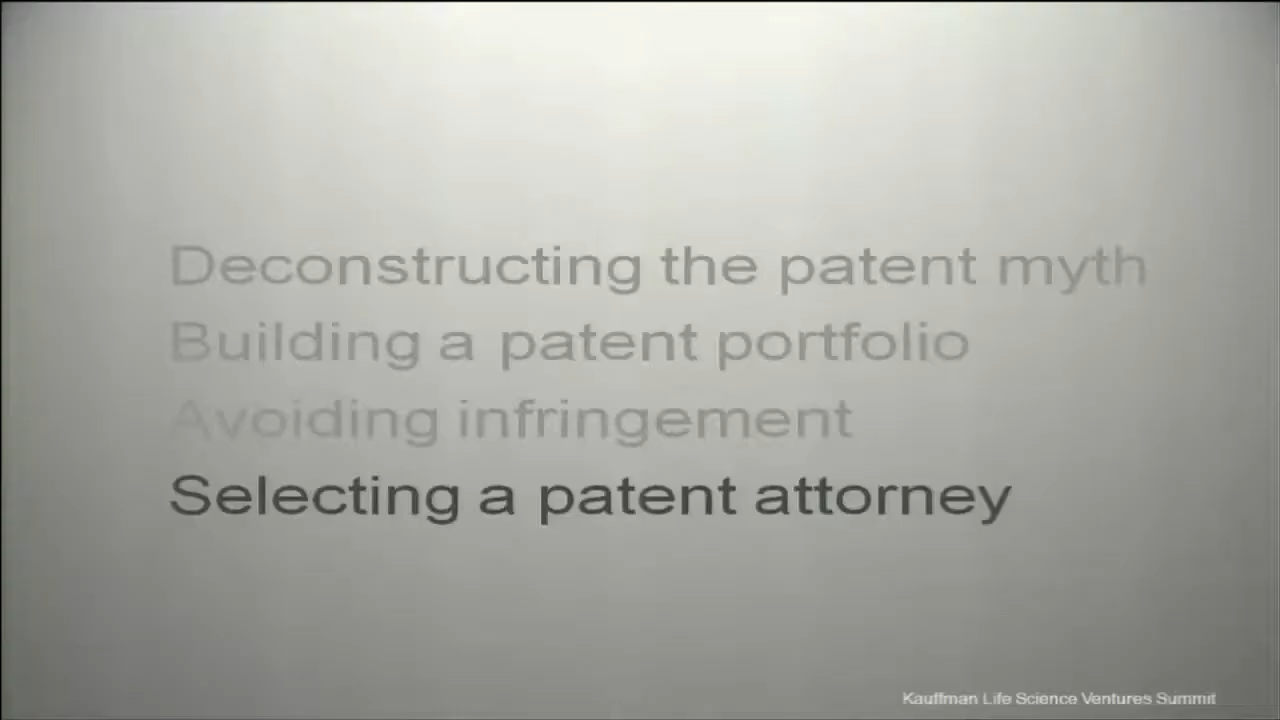 Deconstructing the patent myth
Building a patent portfolio
Avoiding infringement
Selecting a patent attorney
Kauffman Life Science Ventures Summit